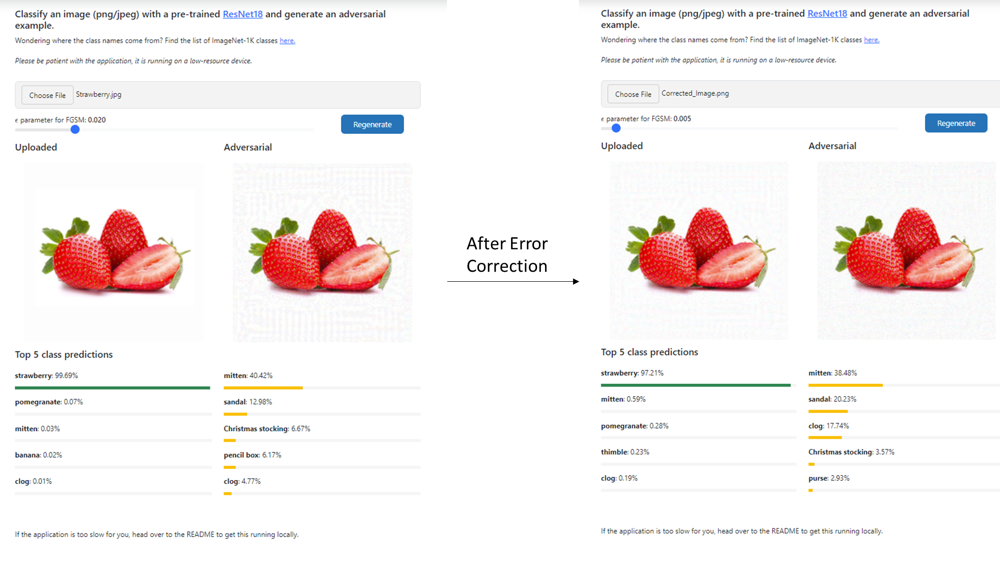 Classify an image (png/jpeg) with a pre-trained ResNet18 and generate an adversarial
example.
Wondering where the class names come from? Find the list of ImageNet-1K classes here.
Please be patient with the application, it is running on a low-resource device.
Choose File Strawberry.jpg
ϵ parameter for FGSM: 0.020
Regenerate
Uploaded
Adversarial
Top 5 class predictions
strawberry: 99.69%
pomegranate: 0.07%
mitten: 0.03%
banana: 0.02%
clog: 0.01%
mitten: 40.42%
sandal: 12.98%
Christmas stocking: 6.67%
pencil box: 6.17%
clog: 4.77%
If the application is too slow for you, head over to the README to get this running locally.
After Error
Correction
Classify an image (png/jpeg) with a pre-trained ResNet18 and generate an adversarial
example.
Wondering where the class names come from? Find the list of ImageNet-1K classes here.
Please be patient with the application, it is running on a low-resource device.
Choose File Corrected_Image.png
ϵ parameter for FGSM: 0.005
Regenerate
Uploaded
Adversarial
Top 5 class predictions
strawberry: 97.21%
mitten: 0.59%
pomegranate: 0.28%
thimble: 0.23%
clog: 0.19%
mitten: 38.48%
sandal: 20.23%
clog: 17.74%
Christmas stocking: 3.57%
purse: 2.93%
If the application is too slow for you, head over to the README to get this running locally.